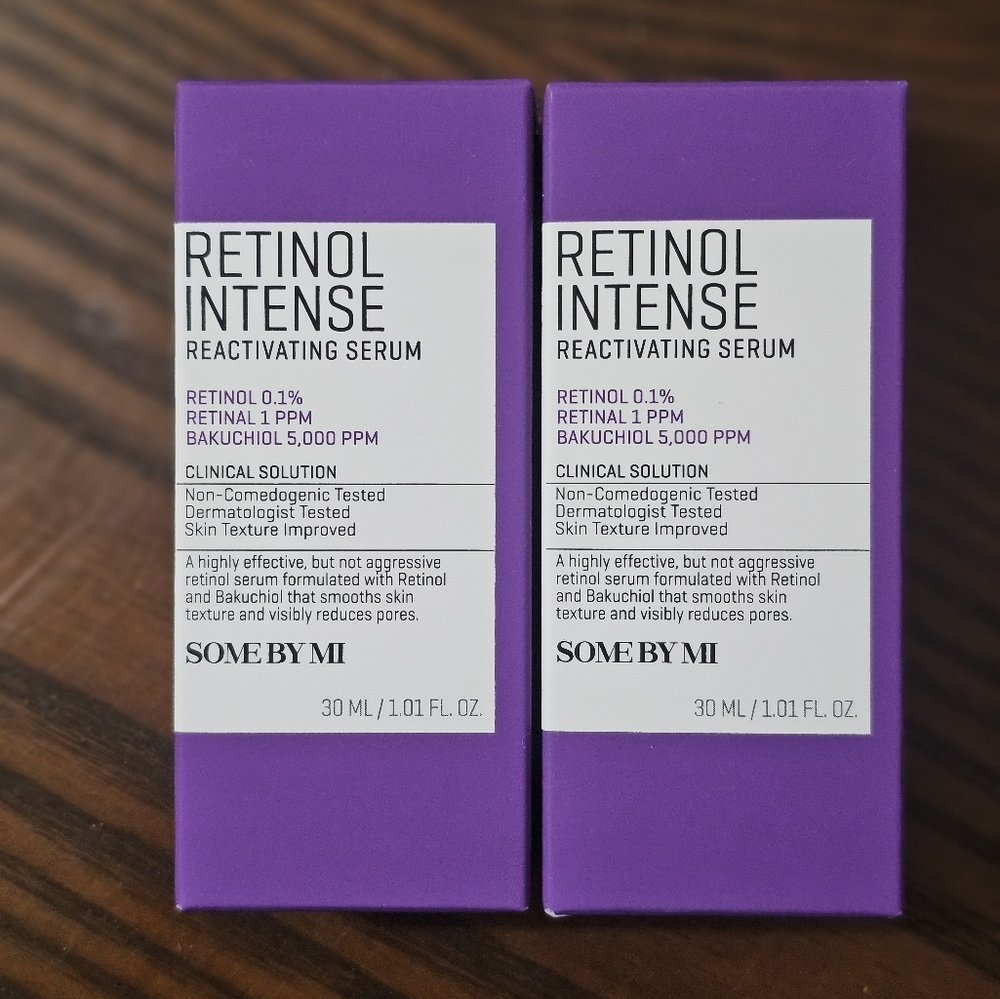 RETINOL
INTENSE
REACTIVATING SERUM
RETINOL 0.1%
RETINAL 1 PPM
BAKUCHIOL 5,000 PPM
CLINICAL SOLUTION
Non-Comedogenic Tested
Dermatologist Tested
Skin Texture Improved
A highly effective, but not aggressive
retinol serum formulated with Retinol
and Bakuchiol that smooths skin
texture and visibly reduces pores.
SOME BY MI
30 ML / 1.01 FL. OZ.
RETINOL
INTENSE
REACTIVATING SERUM
RETINOL 0.1%
RETINAL 1 PPM
BAKUCHIOL 5,000 PPM
CLINICAL SOLUTION
Non-Comedogenic Tested
Dermatologist Tested
Skin Texture Improved
A highly effective, but not aggressive
retinol serum formulated with Retinol
and Bakuchiol that smooths skin
texture and visibly reduces pores.
SOME BY MI
30 ML / 1.01 FL. OZ.